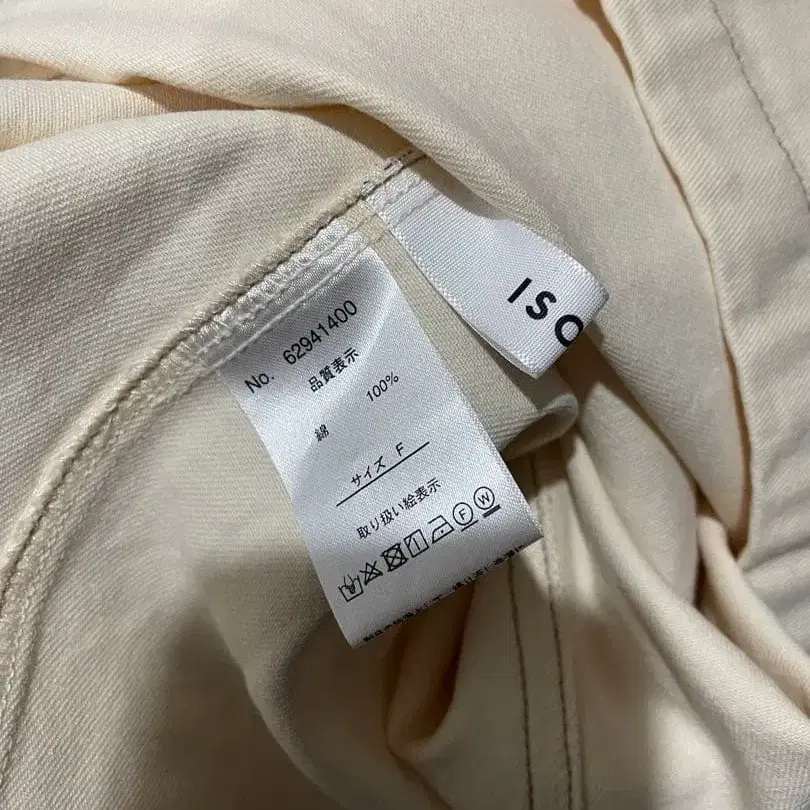 No. 62941400
品質表示
綿 100%
サイズ F
取り扱い絵表示
F W
ISO